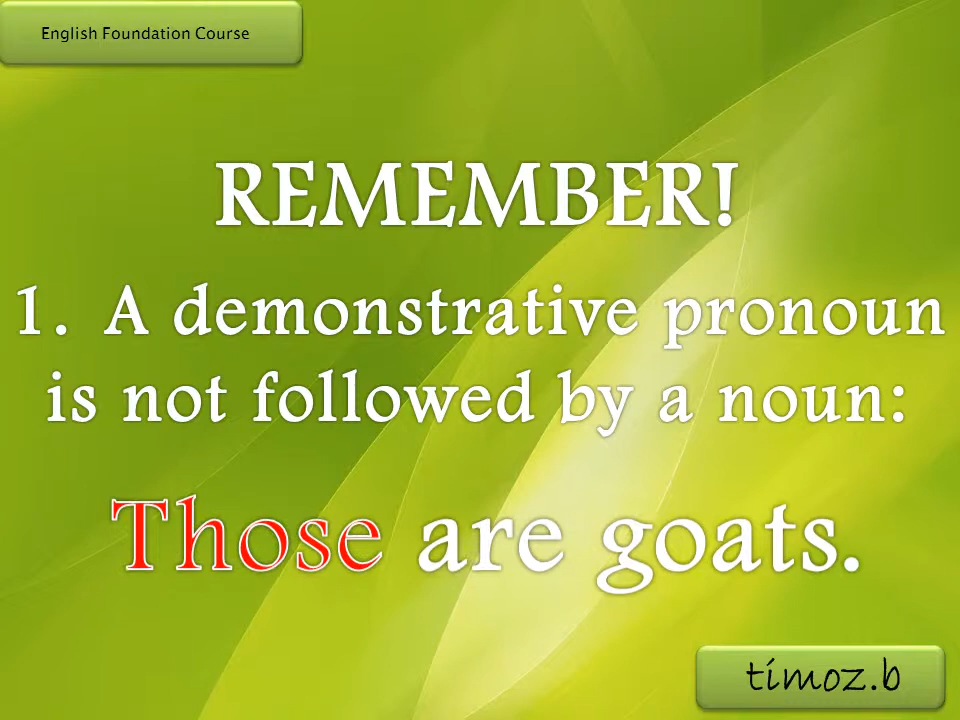 English Foundation Course
REMEMBER!
1. A demonstrative pronoun
is not followed by a noun:
Those are goats.
timoz.b